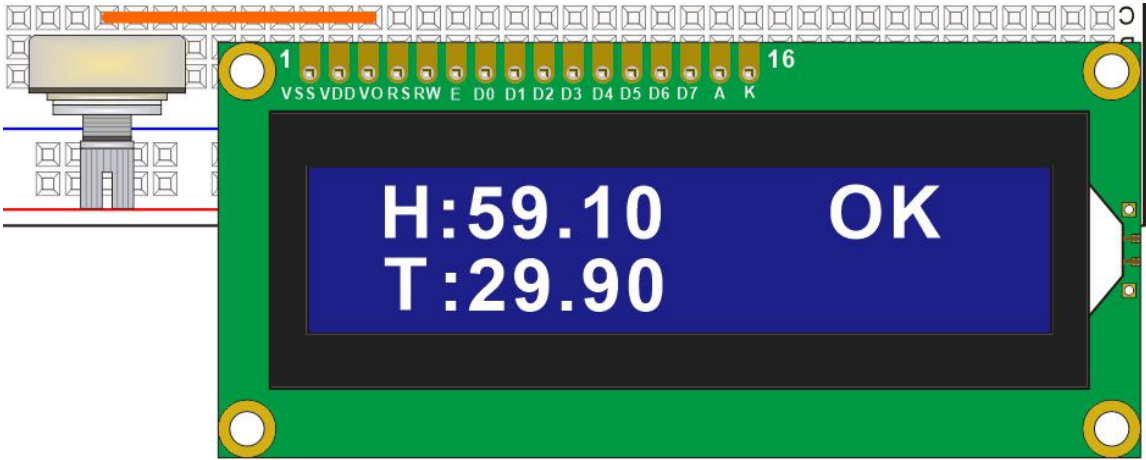 C
1 16
VSS VDD VO RS RW E D0 D1 D2 D3 D4 D5 D6 D7 A K
H:59.10 OK
T:29.90